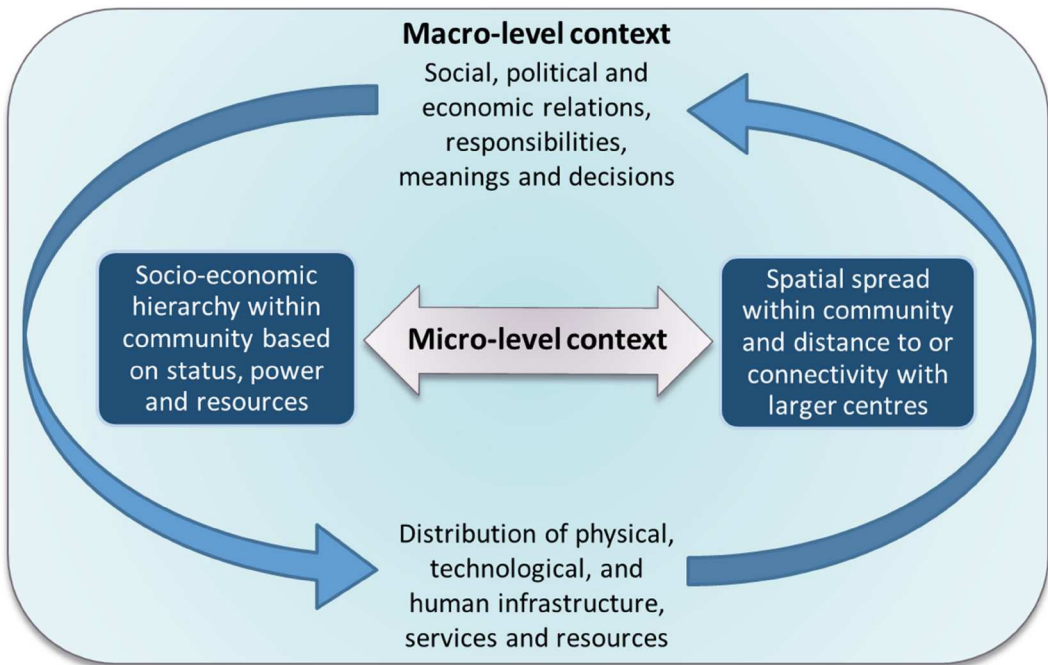 Macro-level context
Social, political and
economic relations,
responsibilities,
meanings and decisions
Socio-economic
hierarchy within
community based
on status, power
and resources
Micro-level context
Spatial spread
within community
and distance to or
connectivity with
larger centres
Distribution of physical,
technological, and
human infrastructure,
services and resources